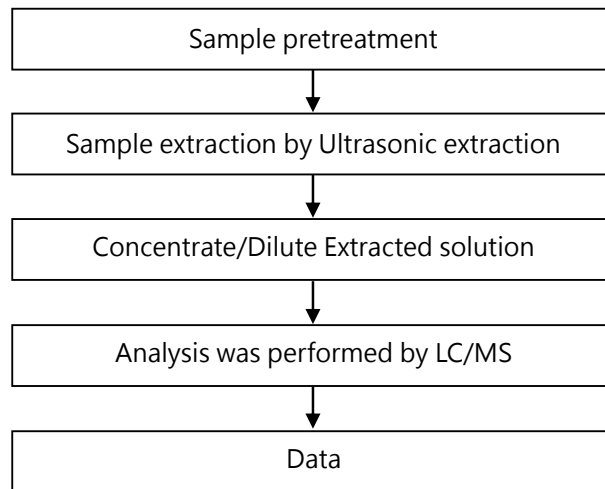 Sample pretreatment
Sample extraction by Ultrasonic extraction
Concentrate/Dilute Extracted solution
Analysis was performed by LC/MS
Data